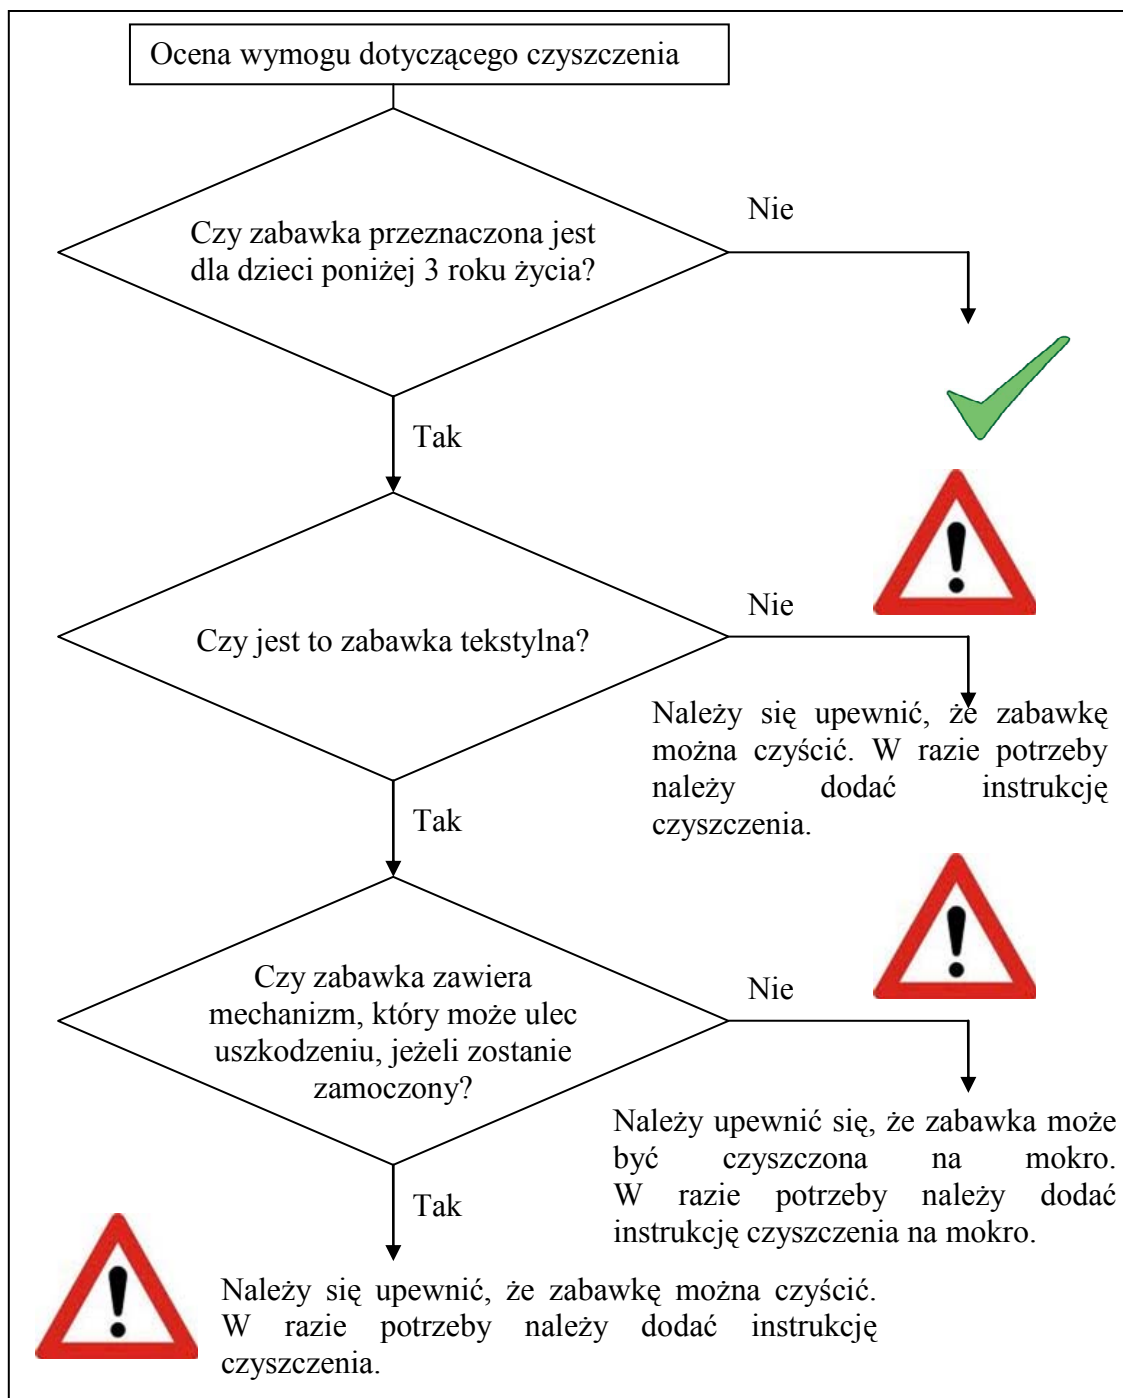 Ocena wymogu dotyczącego czyszczenia
Nie
Czy zabawka przeznaczona jest
dla dzieci poniżej 3 roku życia?
Tak
Nie
Czy jest to zabawka tekstylna?
Należy się upewnić, że zabawkę
można czyścić. W razie potrzeby
należy dodać instrukcję
czyszczenia.
Tak
Czy zabawka zawiera
mechanizm, który może ulec
uszkodzeniu, jeżeli zostanie
zamoczony?
Nie
Należy upewnić się, że zabawka może
być czyszczona na mokro.
W razie potrzeby należy dodać
instrukcję czyszczenia na mokro.
Tak
Należy się upewnić, że zabawkę można czyścić.
W razie potrzeby należy dodać instrukcję
czyszczenia.